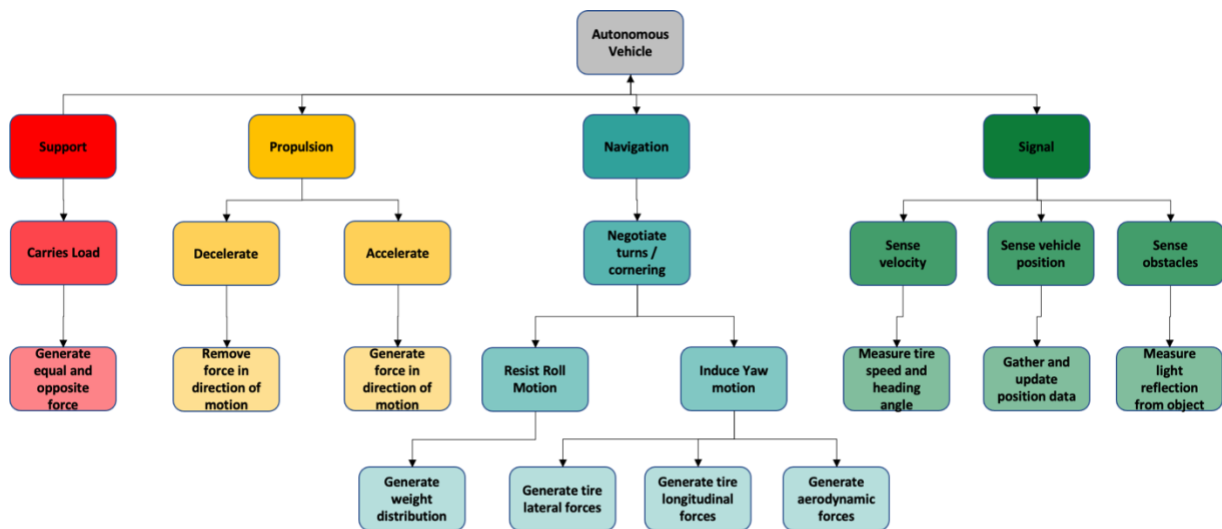 Autonomous
Vehicle
Support
Propulsion
Navigation
Signal
Carries Load
Decelerate
Accelerate
Negotiate
turns /
cornering
Sense
velocity
Sense vehicle
position
Sense
obstacles
Generate
equal and
opposite
force
Remove
force in
direction of
motion
Generate
force in
direction of
motion
Resist Roll
Motion
Induce Yaw
motion
Measure tire
speed and
heading
angle
Gather and
update
position data
Measure
light
reflection
from object
Generate
weight
distribution
Generate tire
lateral forces
Generate tire
longitudinal
forces
Generate
aerodynamic
forces